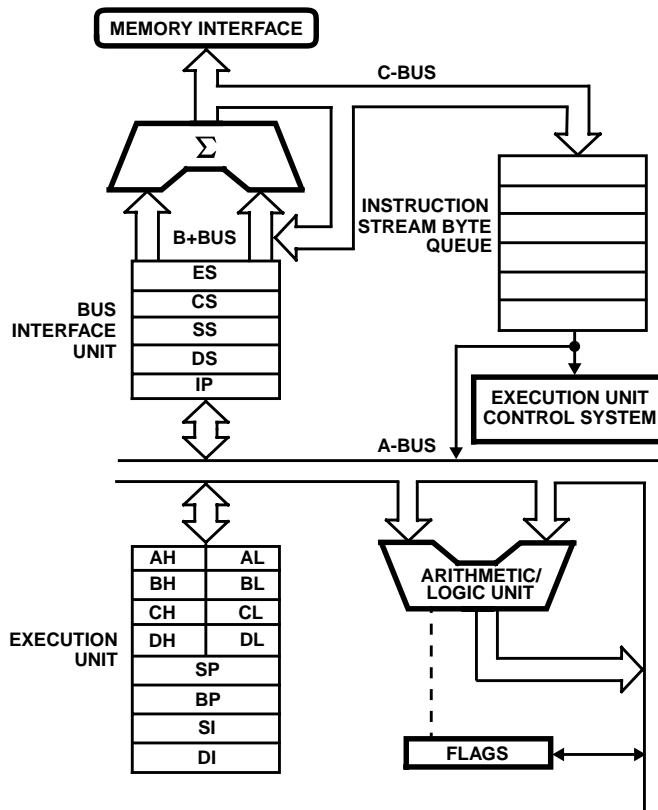 MEMORY INTERFACE
C-BUS
Σ
INSTRUCTION
STREAM BYTE
QUEUE
B+BUS
BUS
INTERFACE
UNIT
ES
CS
SS
DS
IP
EXECUTION UNIT
CONTROL SYSTEM
A-BUS
EXECUTION
UNIT
AH AL
BH BL
CH CL
DH DL
SP
BP
SI
DI
ARITHMETIC/
LOGIC UNIT
FLAGS